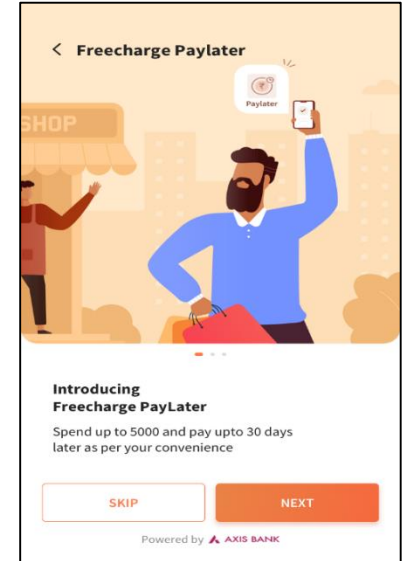 < Freecharge Paylater
Paylater
SHOP
Introducing
Freecharge PayLater
Spend up to 5000 and pay upto 30 days
later as per your convenience
SKIP
NEXT
Powered by AXIS BANK